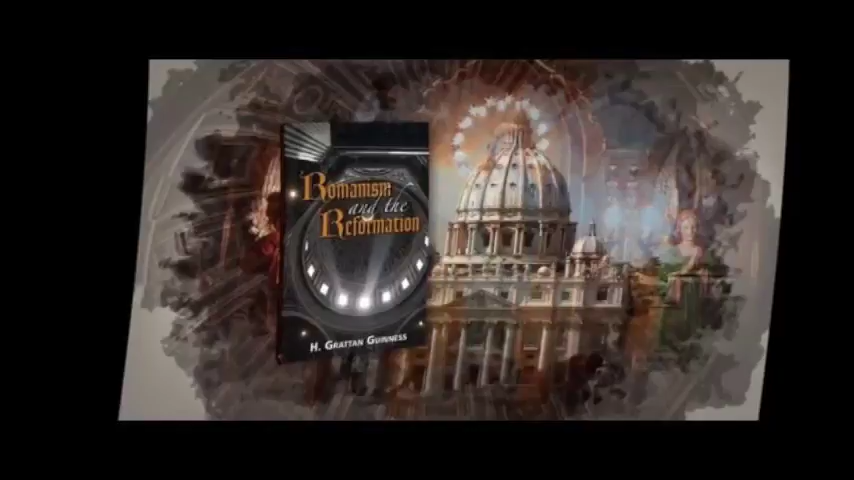 Romanism
and the
Reformation
H. Grattan Guinness